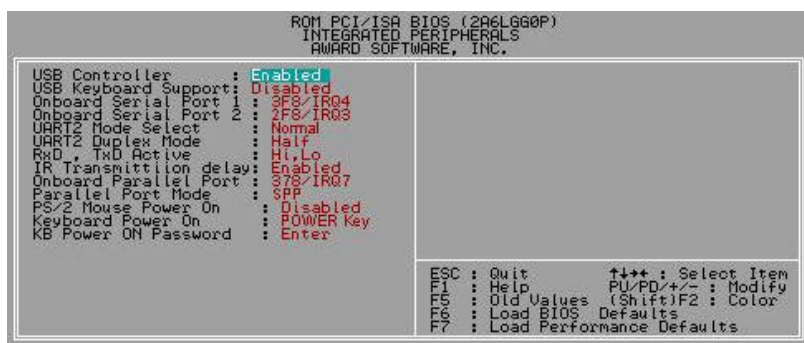 ROM PCI/ISA BIOS (2A6LGG0P)
INTEGRATED PERIPHERALS
AWARD SOFTWARE, INC.
USB Controller : Enabled
USB Keyboard Support: Disabled
Onboard Serial Port 1 : 3F8/IRQ4
Onboard Serial Port 2 : 2F8/IRQ3
UART2 Mode Select : Normal
UART2 Duplex Mode : Half
RxD , TxD Active : Hi,Lo
IR Transmittiion delay: Enabled
Onboard Parallel Port : 378/IRQ7
Parallel Port Mode : SPP
PS/2 Mouse Power On : Disabled
Keyboard Power On : POWER Key
KB Power ON Password : Enter
ESC : Quit ↑↓→← : Select Item
F1 : Help PU/PD/+/- : Modify
F5 : Old Values (Shift)F2 : Color
F6 : Load BIOS Defaults
F7 : Load Performance Defaults